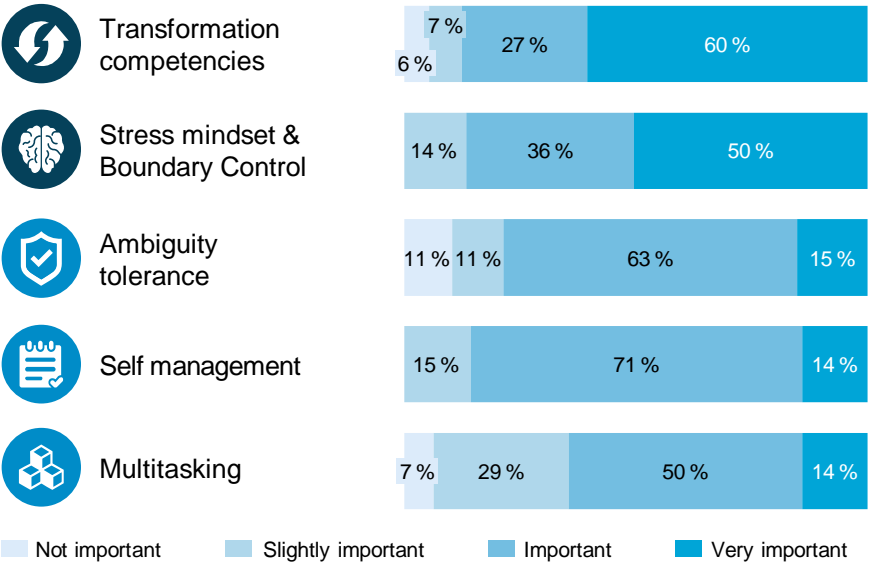 Transformation
competencies
6 % 7 % 27 % 60 %
Stress mindset &
Boundary Control
14 % 36 % 50 %
Ambiguity
tolerance
11 % 11 % 63 % 15 %
Self management
15 % 71 % 14 %
Multitasking
7 % 29 % 50 % 14 %
Not important Slightly important Important Very important